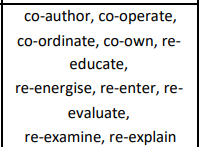 co-author, co-operate,
co-ordinate, co-own, re-
educate,
re-energise, re-enter, re-
evaluate,
re-examine, re-explain